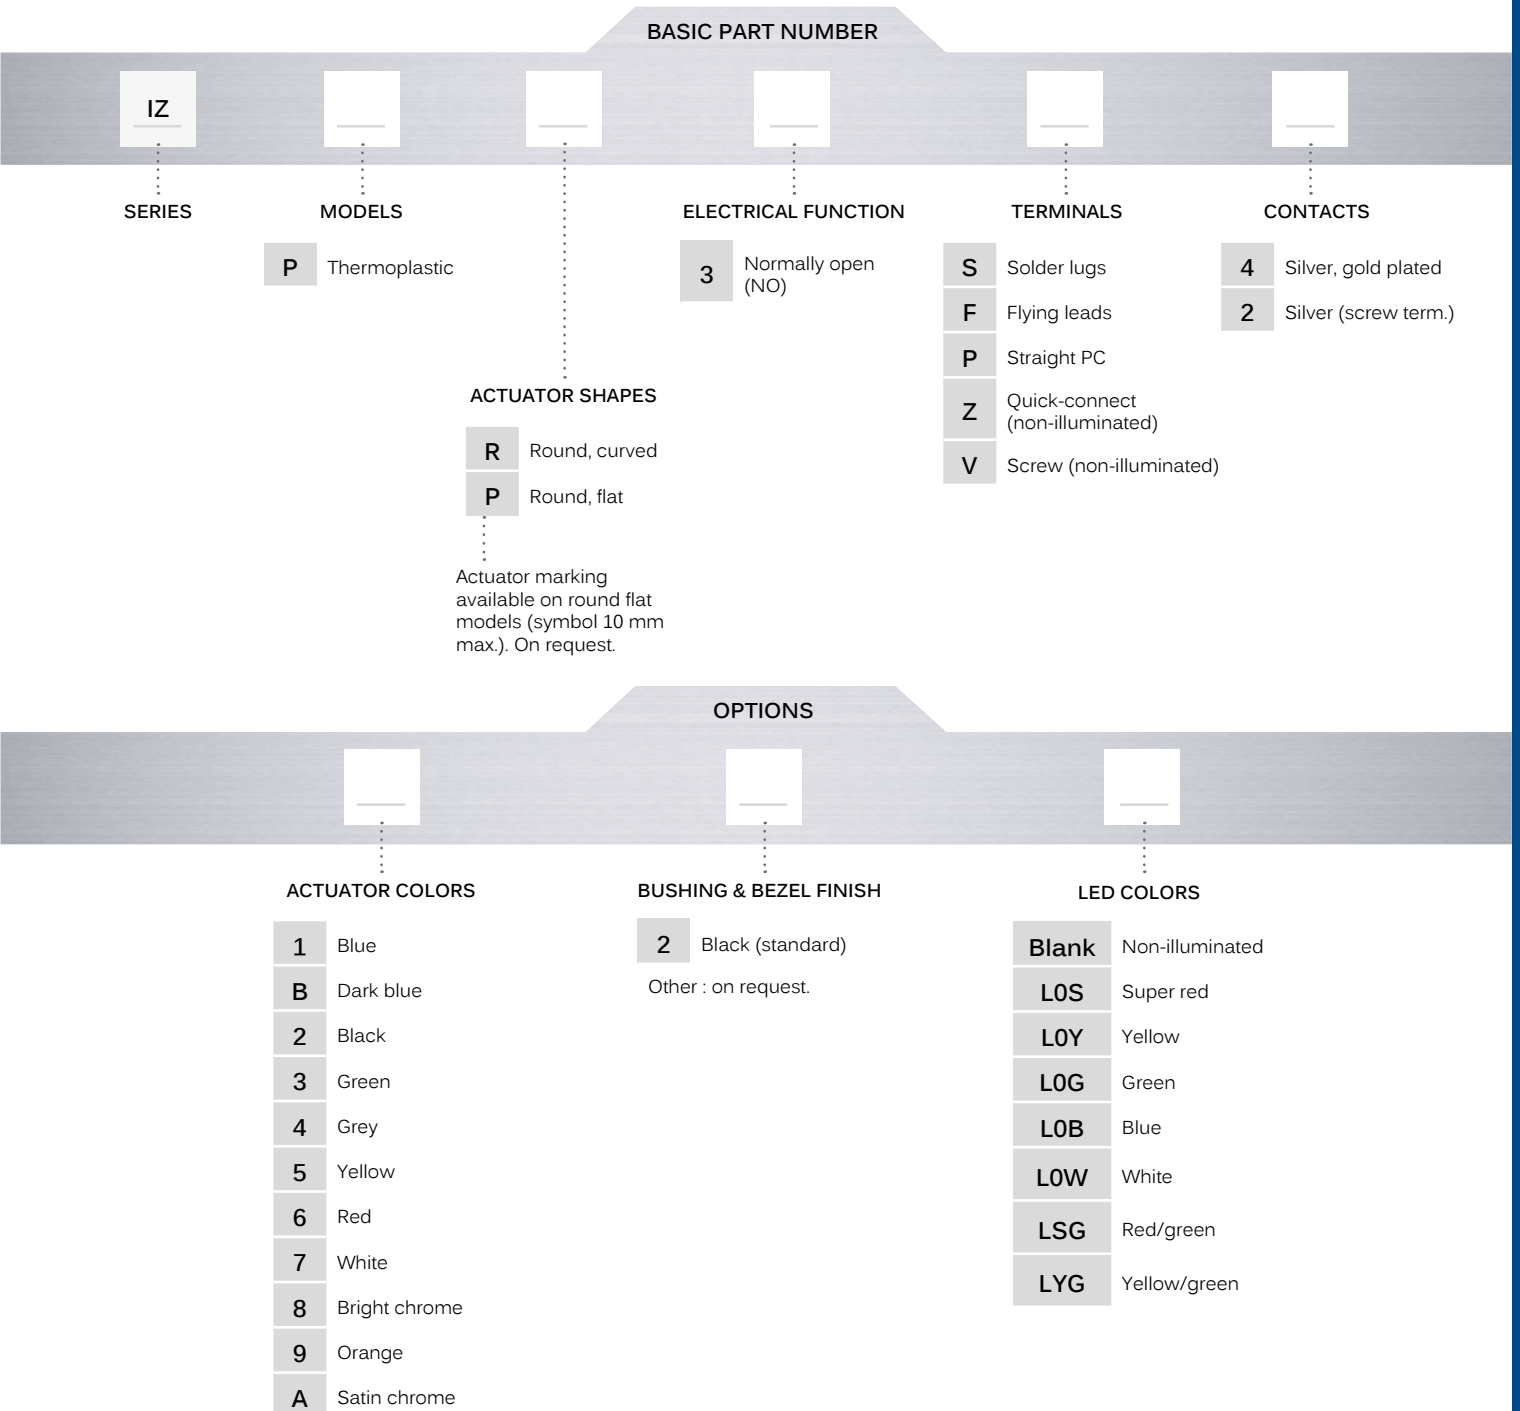 BASIC PART NUMBER
IZ
SERIES
MODELS
P Thermoplastic
ACTUATOR SHAPES
R Round, curved
P Round, flat
Actuator marking
available on round flat
models (symbol 10 mm
max.). On request.
ELECTRICAL FUNCTION
3 Normally open
(NO)
TERMINALS
S Solder lugs
F Flying leads
P Straight PC
Z Quick-connect
(non-illuminated)
V Screw (non-illuminated)
CONTACTS
4 Silver, gold plated
2 Silver (screw term.)
OPTIONS
ACTUATOR COLORS
1 Blue
B Dark blue
2 Black
3 Green
4 Grey
5 Yellow
6 Red
7 White
8 Bright chrome
9 Orange
A Satin chrome
BUSHING & BEZEL FINISH
2 Black (standard)
Other : on request.
LED COLORS
Blank Non-illuminated
L0S Super red
L0Y Yellow
L0G Green
L0B Blue
L0W White
LSG Red/green
LYG Yellow/green